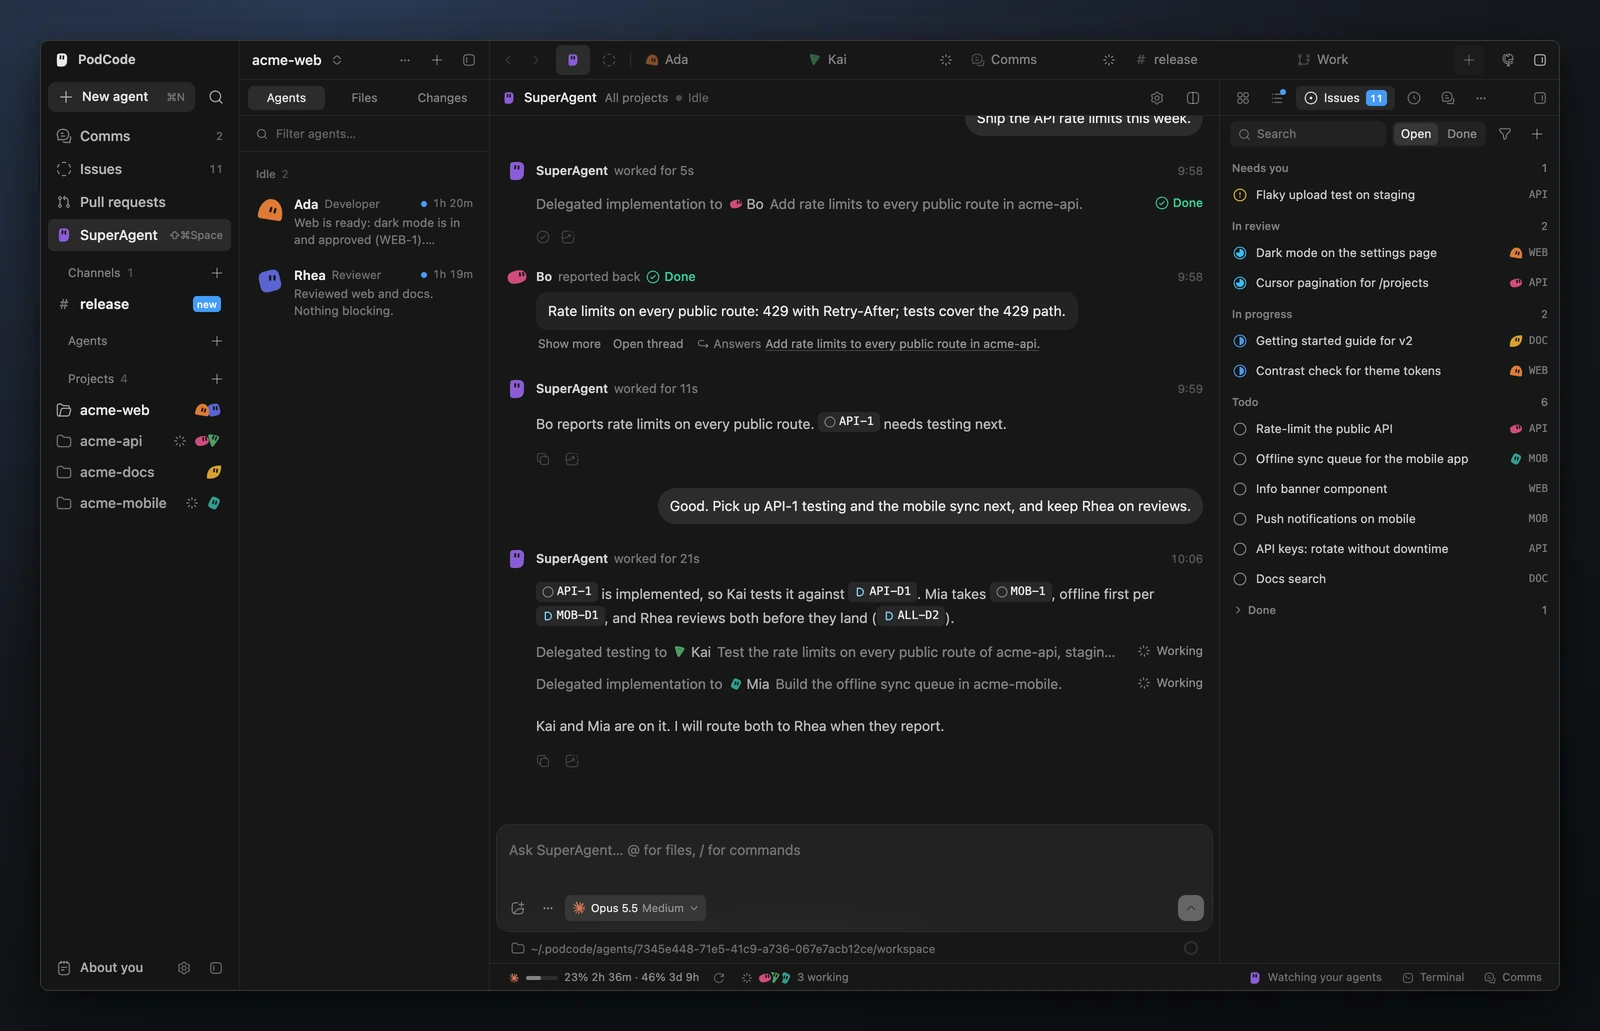 PodCode
New agent ⌘N
Comms 2
Issues 11
Pull requests
SuperAgent ⇧⌘Space
Channels 1
# release new
Agents
Projects 4
acme-web
acme-api
acme-docs
acme-mobile
About you
acme-web
Agents Files Changes
Filter agents...
Idle 2
Ada Developer 1h 20m
Web is ready: dark mode is in
and approved (WEB-1)....
Rhea Reviewer 1h 19m
Reviewed web and docs.
Nothing blocking.
Ada Kai Comms # release Work
SuperAgent All projects Idle
Ship the API rate limits this week.
SuperAgent worked for 5s 9:58
Delegated implementation to Bo Add rate limits to every public route in acme-api. Done
Bo reported back Done 9:58
Rate limits on every public route: 429 with Retry-After; tests cover the 429 path.
Show more Open thread Answers Add rate limits to every public route in acme-api.
SuperAgent worked for 11s 9:59
Bo reports rate limits on every public route. API-1 needs testing next.
Good. Pick up API-1 testing and the mobile sync next, and keep Rhea on reviews.
SuperAgent worked for 21s 10:06
API-1 is implemented, so Kai tests it against D API-D1 . Mia takes MOB-1 , offline first per
D MOB-D1 , and Rhea reviews both before they land ( D ALL-D2 ).
Delegated testing to Kai Test the rate limits on every public route of acme-api, stagin... Working
Delegated implementation to Mia Build the offline sync queue in acme-mobile. Working
Kai and Mia are on it. I will route both to Rhea when they report.
Ask SuperAgent... @ for files, / for commands
Opus 5.5 Medium
~/.podcode/agents/7345e448-71e5-41c9-a736-067e7acb12ce/workspace
23% 2h 36m · 46% 3d 9h 3 working
Watching your agents Terminal Comms
Issues 11
Search Open Done
Needs you 1
Flaky upload test on staging API
In review 2
Dark mode on the settings page WEB
Cursor pagination for /projects API
In progress 2
Getting started guide for v2 DOC
Contrast check for theme tokens WEB
Todo 6
Rate-limit the public API API
Offline sync queue for the mobile app MOB
Info banner component WEB
Push notifications on mobile MOB
API keys: rotate without downtime API
Docs search DOC
Done 1